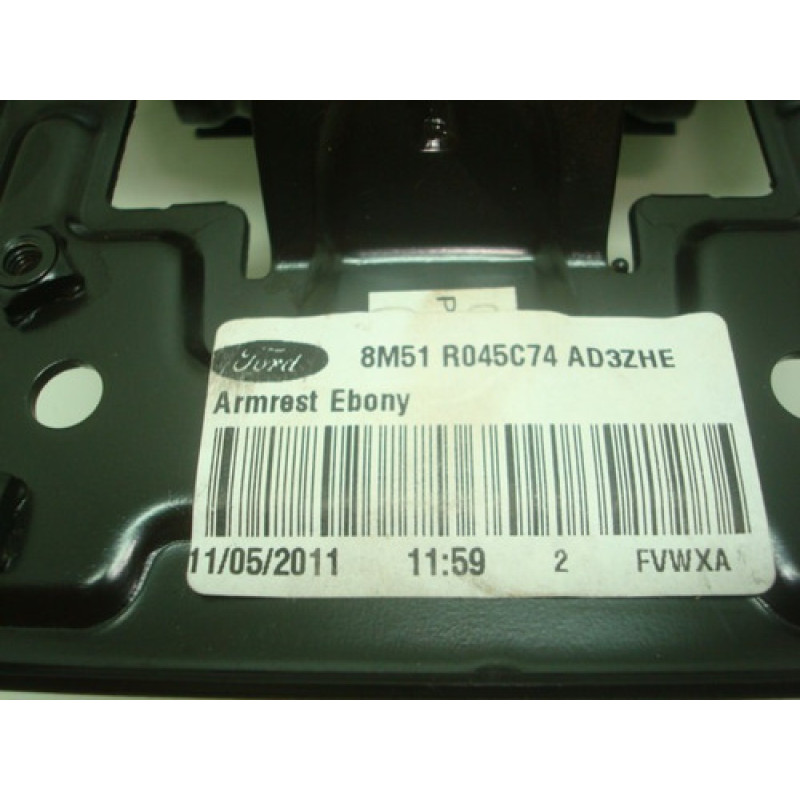 Ford 8M51 R045C74 AD3ZHE
Armrest Ebony
11/05/2011 11:59 2 FVWXA